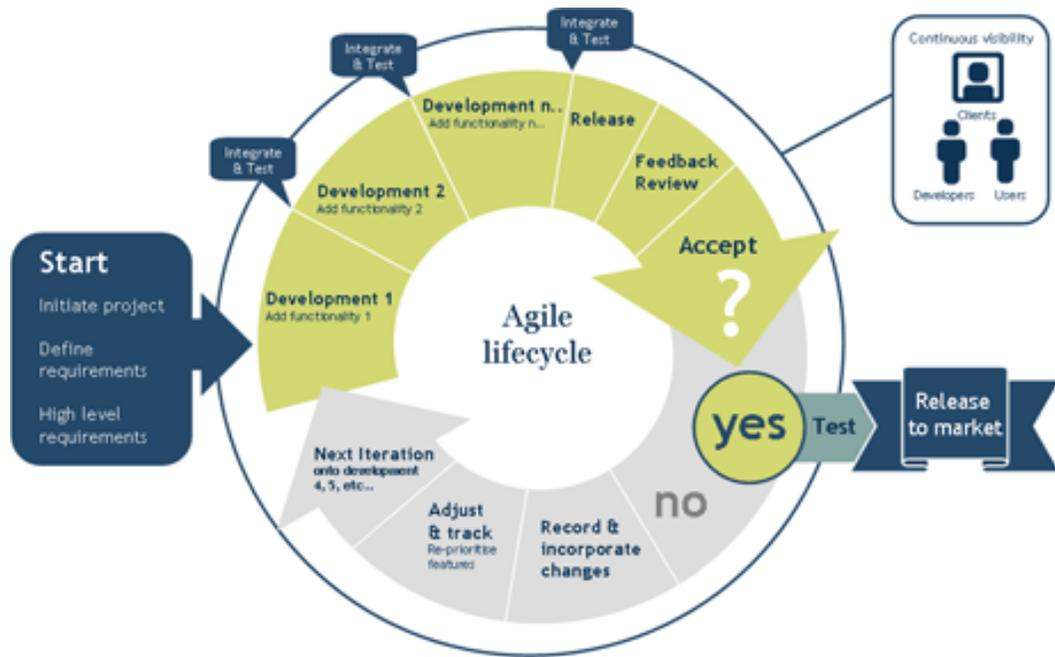 Start
Initiate project
Define
requirements
High level
requirements
Integrate
& Test
Integrate
& Test
Integrate
& Test
Development 1
Add functionality 1
Development 2
Add functionality 2
Development n..
Add functionality n...
Release
Feedback
Review
Accept
?
yes
Test
Release
to market
no
Record &
incorporate
changes
Adjust
& track
Re-prioritise
features
Next Iteration
onto development
4, 5, etc...
Agile
lifecycle
Continuous visibility
Clients
Developers
Users